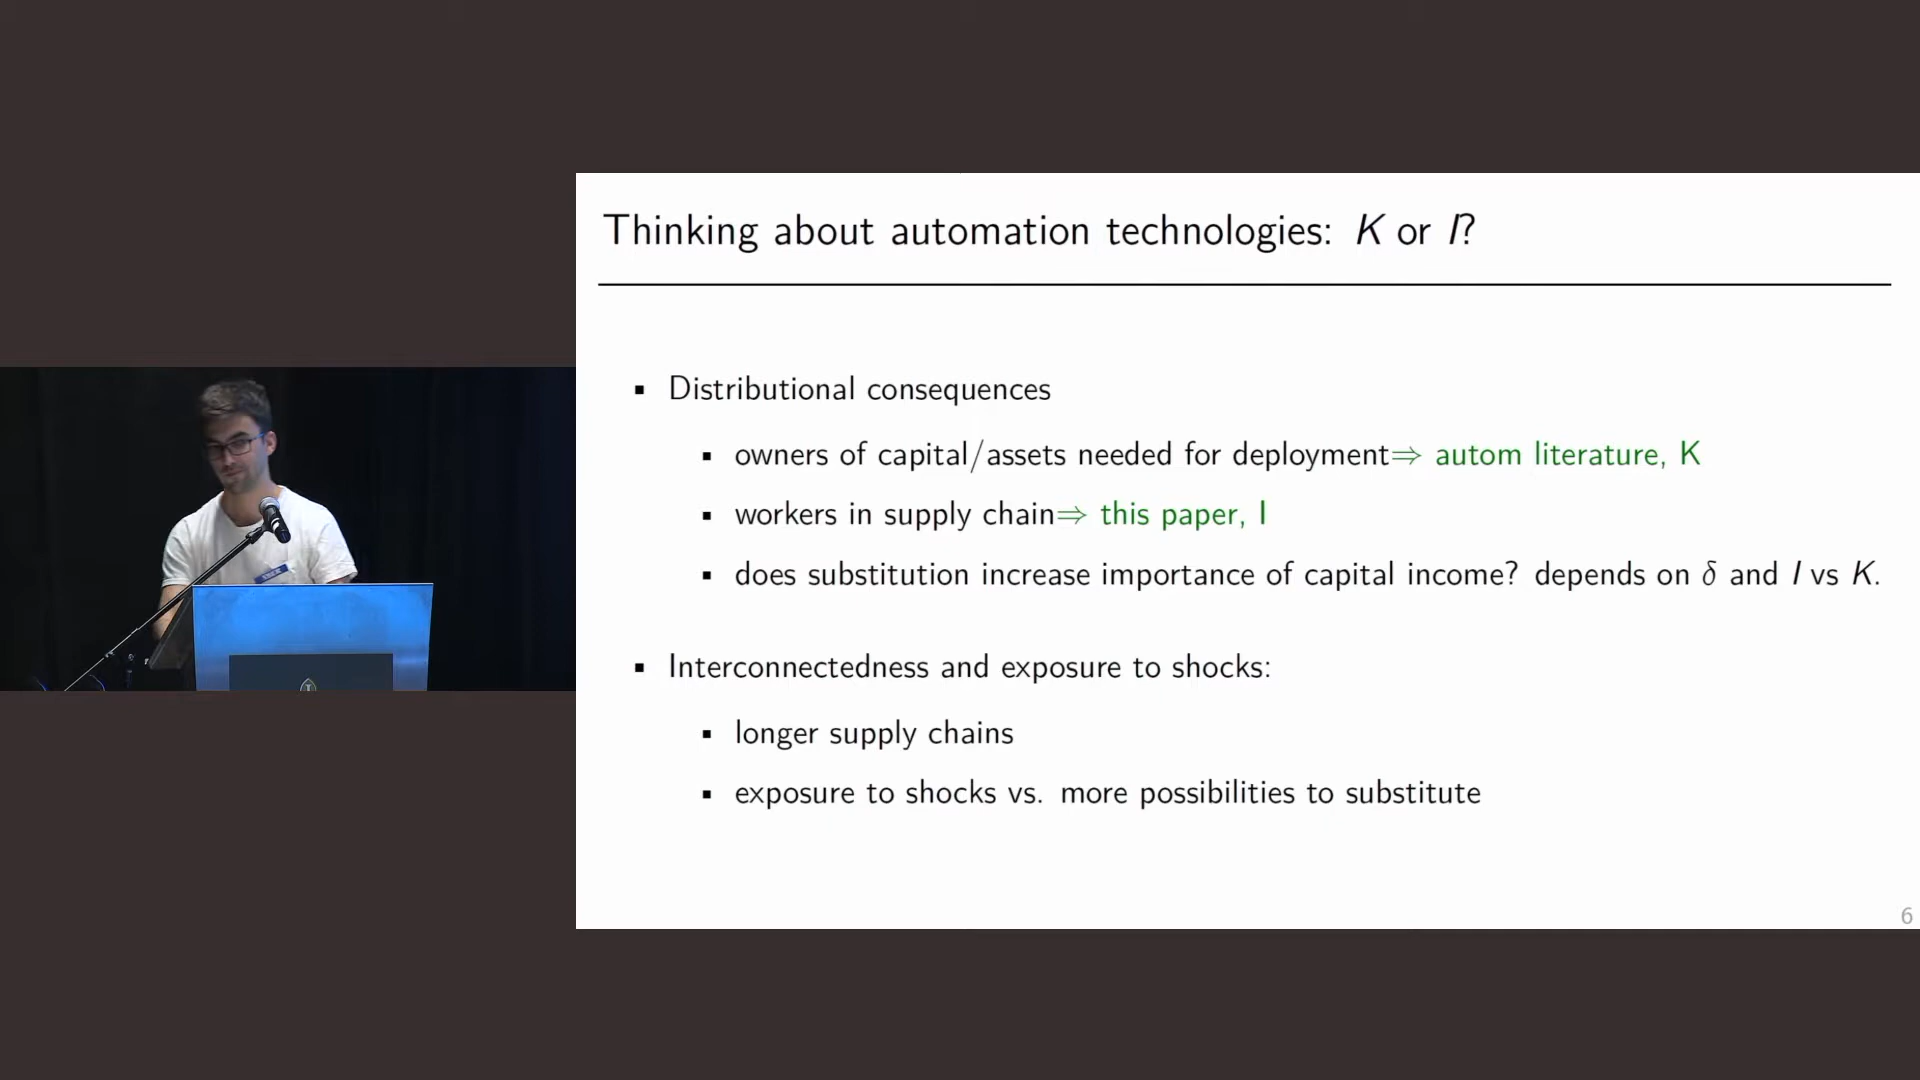 Thinking about automation technologies: K or I?
▪ Distributional consequences
▪ owners of capital/assets needed for deployment⇒ autom literature, K
▪ workers in supply chain⇒ this paper, I
▪ does substitution increase importance of capital income? depends on δ and I vs K.
▪ Interconnectedness and exposure to shocks:
▪ longer supply chains
▪ exposure to shocks vs. more possibilities to substitute
6